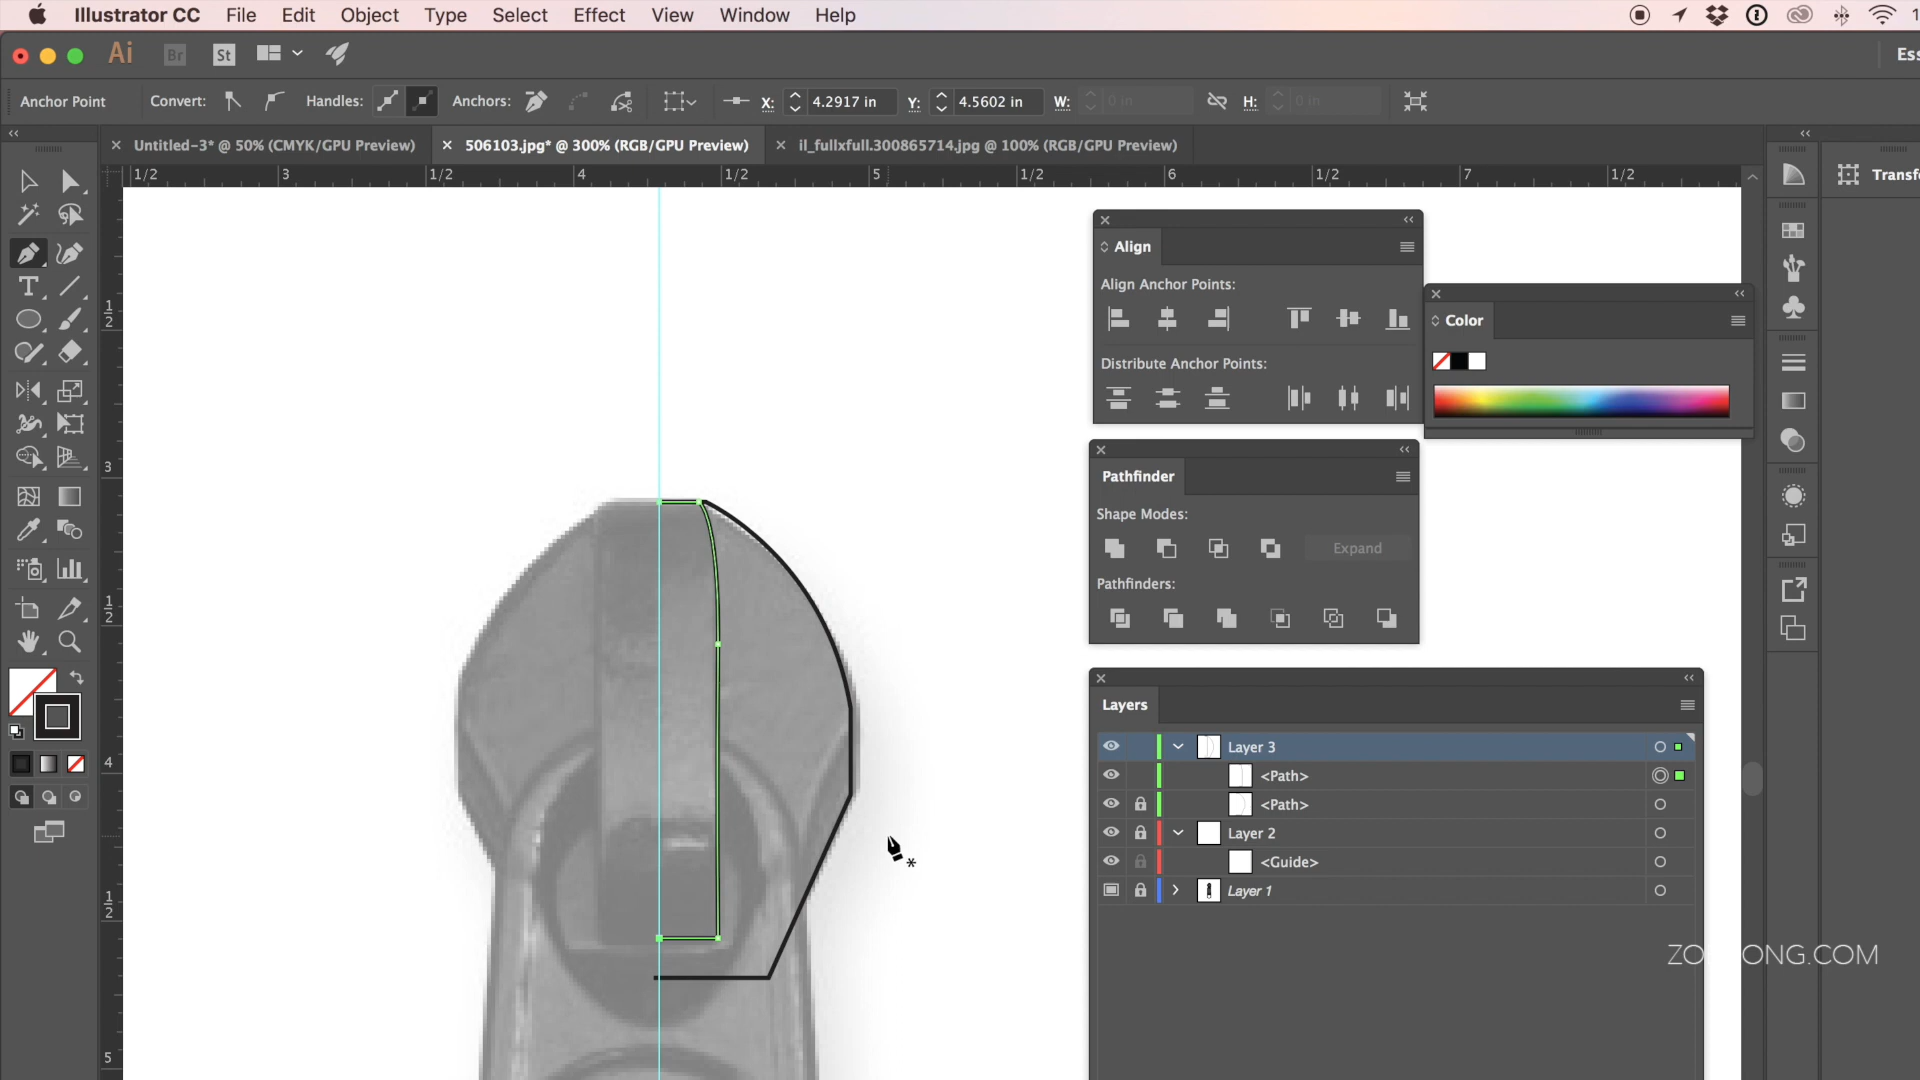 Illustrator CC File Edit Object Type Select Effect View Window Help
Ai Br St
Anchor Point Convert: Handles: Anchors: X: 4.2917 in Y: 4.5602 in W: 0 in H: 0 in
Untitled-3* @ 50% (CMYK/GPU Preview) 506103.jpg* @ 300% (RGB/GPU Preview) il_fullxfull.300865714.jpg @ 100% (RGB/GPU Preview)
1/2 3 1/2 4 1/2 5 1/2 6 1/2 7 1/2
Transf
Align
Align Anchor Points:
Distribute Anchor Points:
Color
Pathfinder
Shape Modes:
Expand
Pathfinders:
Layers
Layer 3
<Path>
<Path>
Layer 2
<Guide>
Layer 1
1
2
3
1
2
4
1
2
5